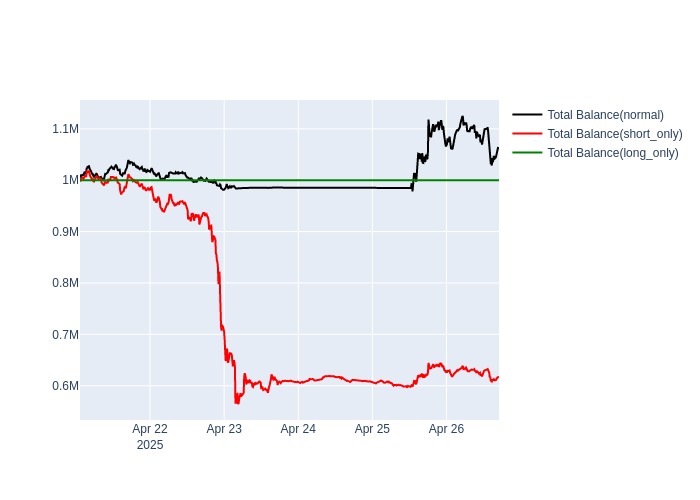 1.1M
1M
0.9M
0.8M
0.7M
0.6M
Apr 22
2025
Apr 23
Apr 24
Apr 25
Apr 26
Total Balance(normal)
Total Balance(short_only)
Total Balance(long_only)